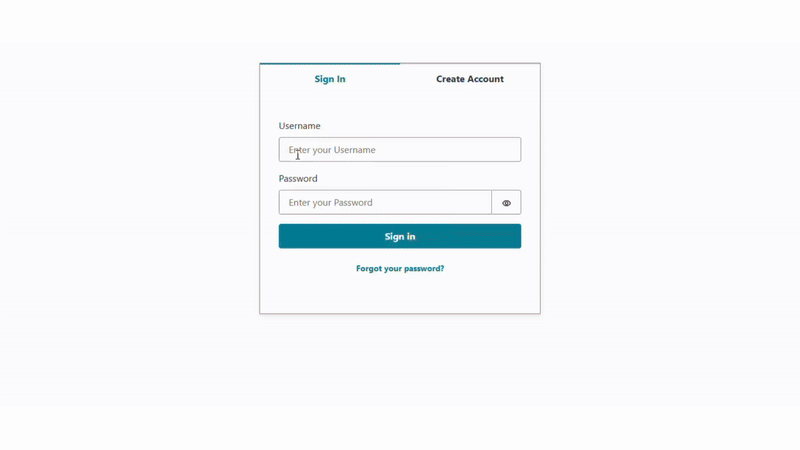 Sign In
Create Account
Username
Enter your Username
Password
Enter your Password
Sign in
Forgot your password?